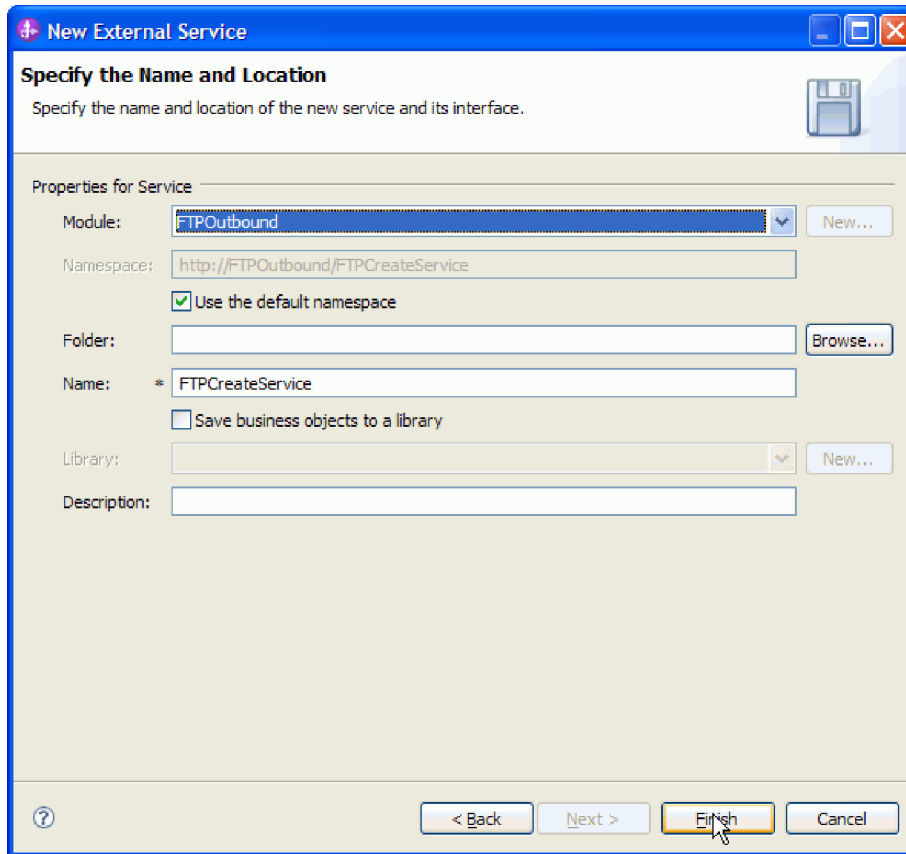 New External Service
Specify the Name and Location
Specify the name and location of the new service and its interface.
Properties for Service
Module: FTPOutbound New...
Namespace: http://FTPOutbound/FTPCreateService
Use the default namespace
Folder: Browse...
Name: * FTPCreateService
Save business objects to a library
Library: New...
Description:
? < Back Next > Finish Cancel